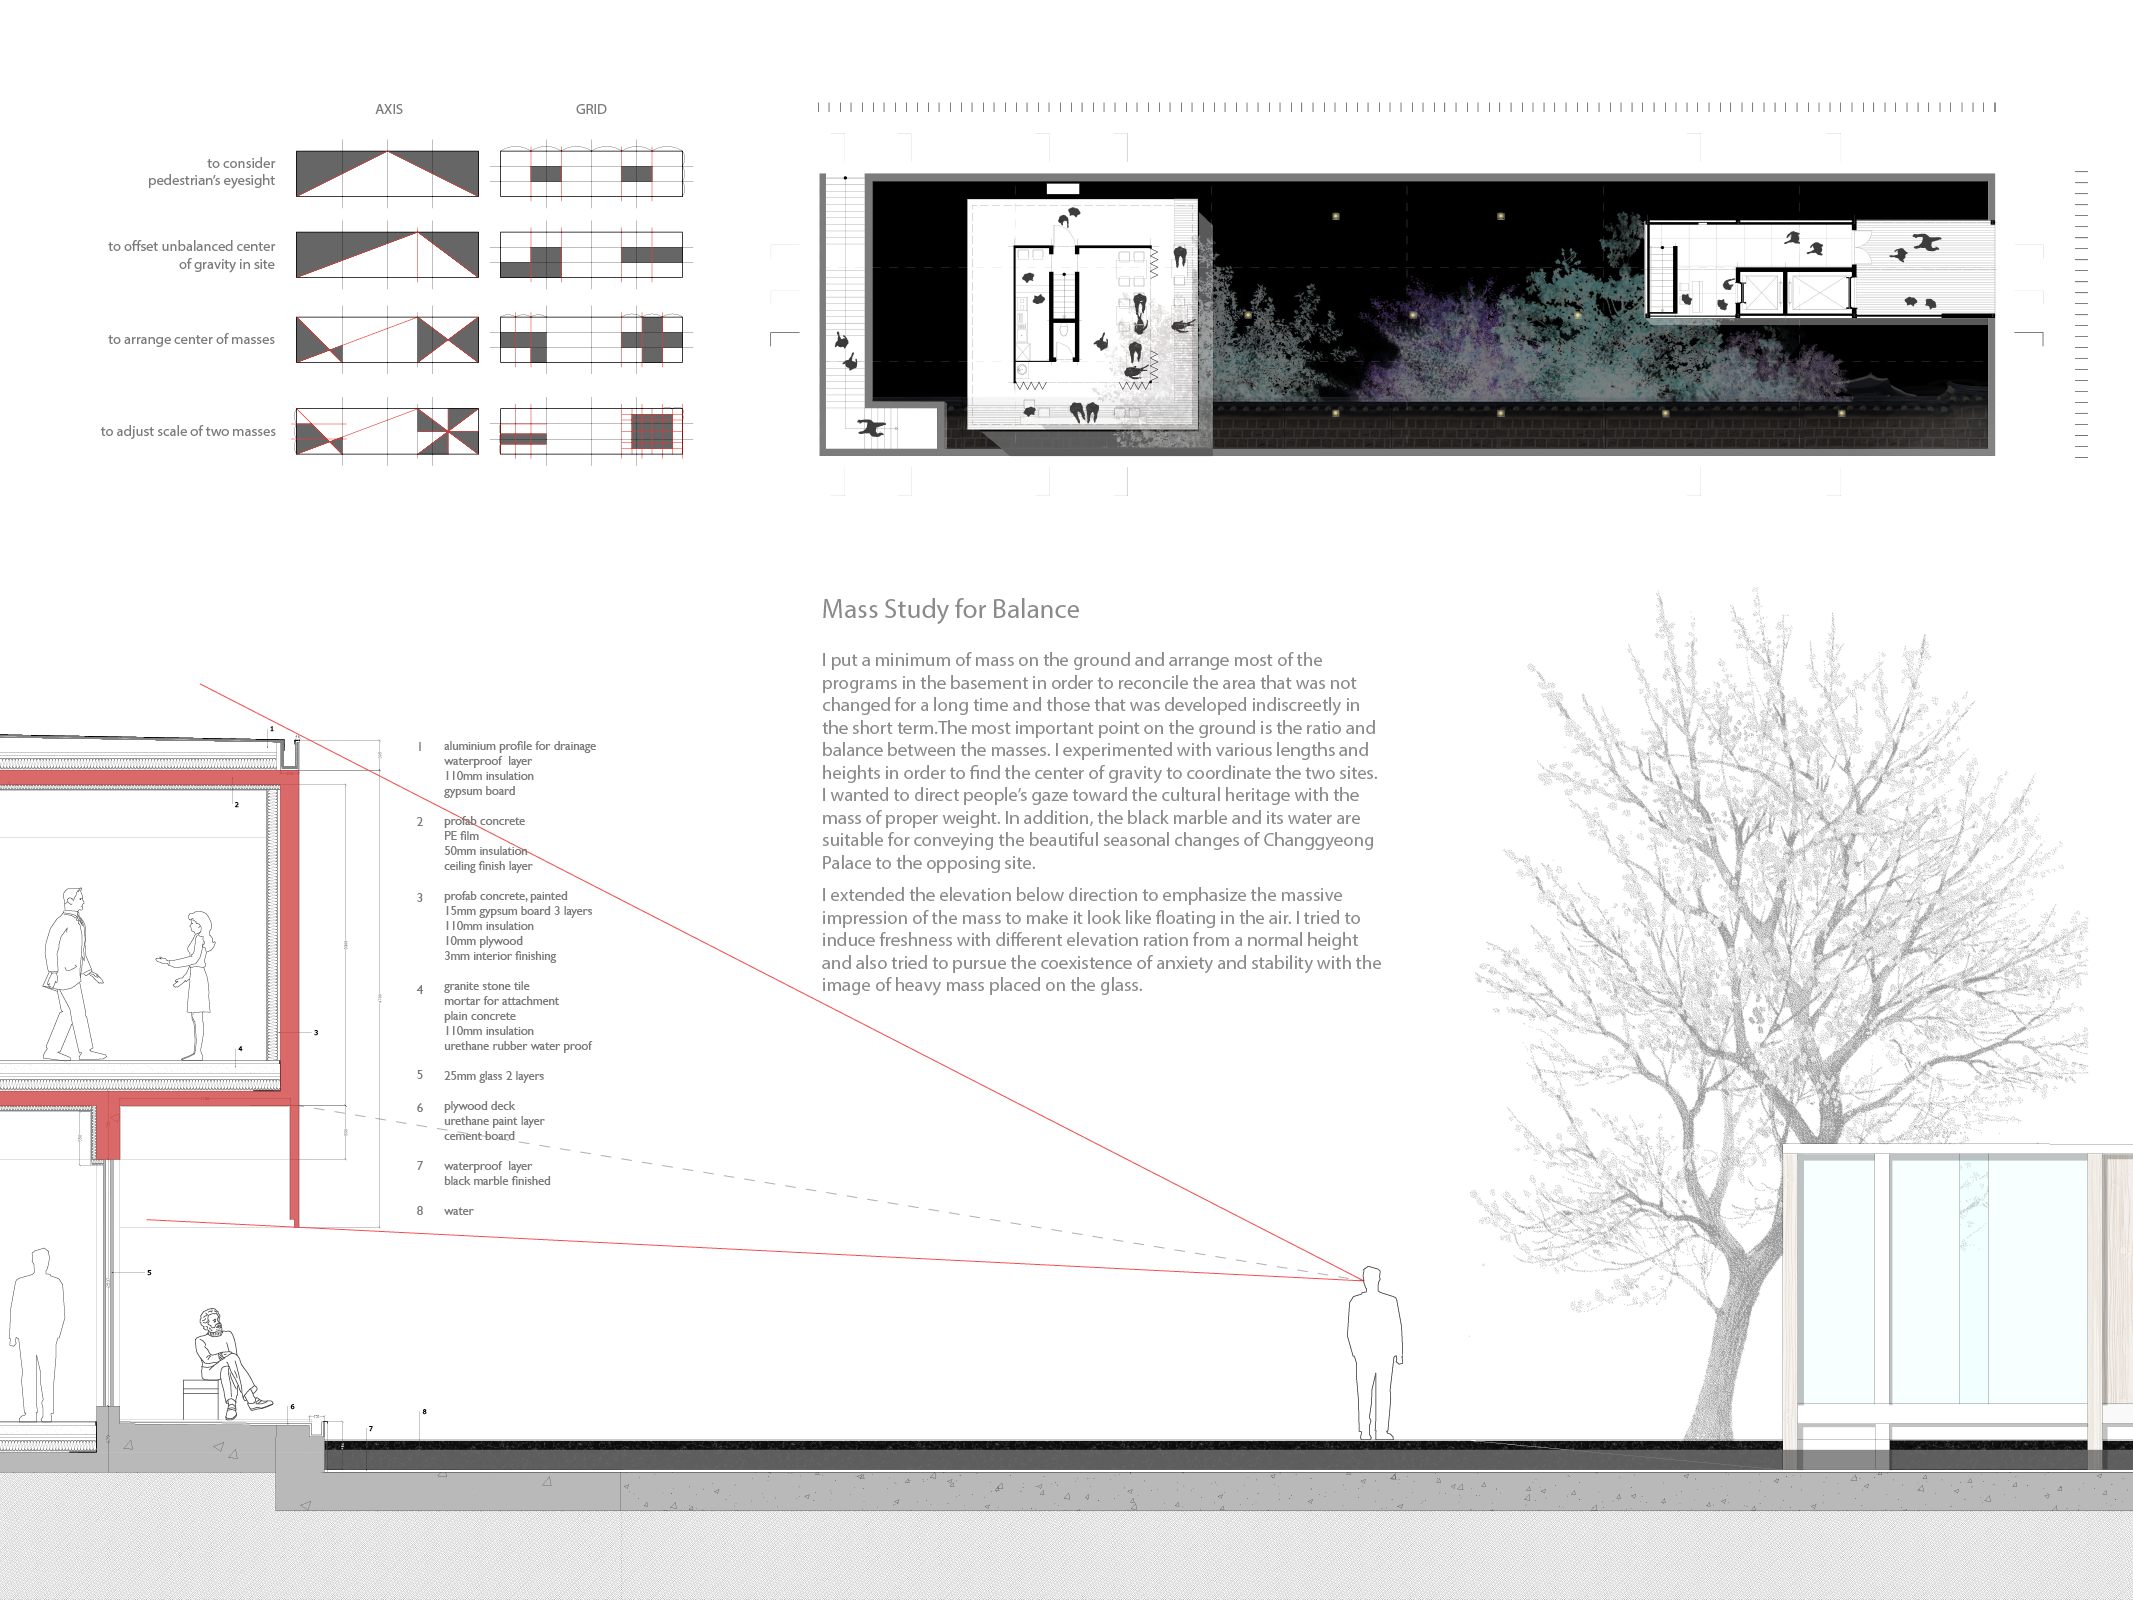 AXIS
GRID
to consider
pedestrian's eyesight
to offset unbalanced center
of gravity in site
to arrange center of masses
to adjust scale of two masses
Mass Study for Balance
I put a minimum of mass on the ground and arrange most of the
programs in the basement in order to reconcile the area that was not
changed for a long time and those that was developed indiscreetly in
the short term.The most important point on the ground is the ratio and
balance between the masses. I experimented with various lengths and
heights in order to find the center of gravity to coordinate the two sites.
I wanted to direct people's gaze toward the cultural heritage with the
mass of proper weight. In addition, the black marble and its water are
suitable for conveying the beautiful seasonal changes of Changgyeong
Palace to the opposing site.
I extended the elevation below direction to emphasize the massive
impression of the mass to make it look like floating in the air. I tried to
induce freshness with different elevation ration from a normal height
and also tried to pursue the coexistence of anxiety and stability with the
image of heavy mass placed on the glass.
1 aluminium profile for drainage
waterproof layer
110mm insulation
gypsum board
2 profab concrete
PE film
50mm insulation
ceiling finish layer
3 profab concrete, painted
15mm gypsum board 3 layers
110mm insulation
10mm plywood
3mm interior finishing
4 granite stone tile
mortar for attachment
plain concrete
110mm insulation
urethane rubber water proof
5 25mm glass 2 layers
6 plywood deck
urethane paint layer
cement board
7 waterproof layer
black marble finished
8 water
1
2
3
4
5
6
7
8